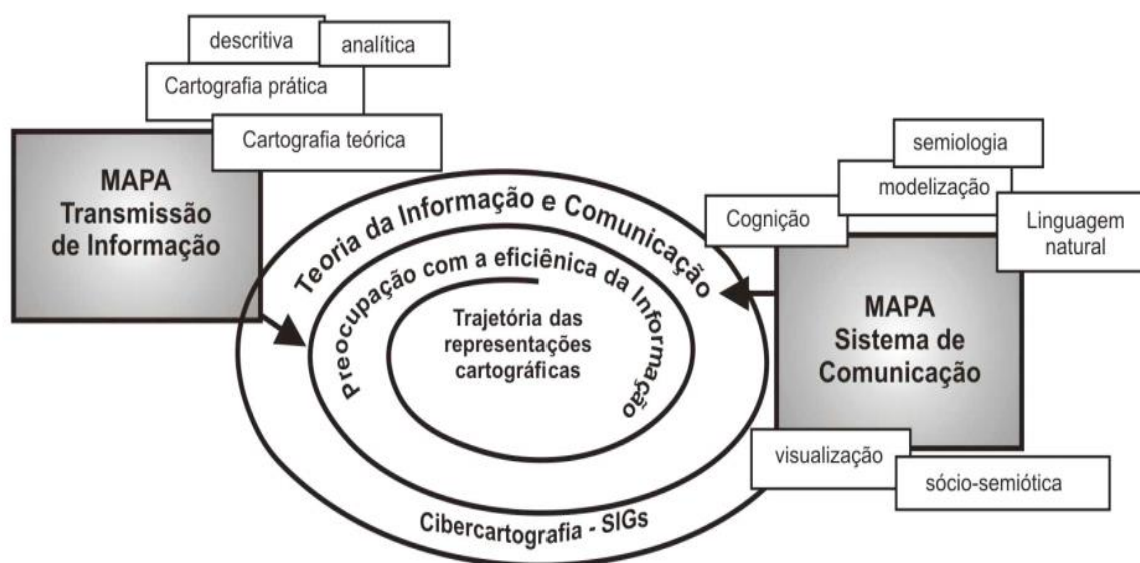 descritiva
analítica
Cartografia prática
Cartografia teórica
MAPA
Transmissão
de Informação
Teoria da Informação e Comunicação
Preocupação com a eficiênica da Informação
Trajetória das
representações
cartográficas
Cibercartografia - SIGs
semiologia
modelização
Cognição
Linguagem
natural
MAPA
Sistema de
Comunicação
visualização
sócio-semiótica